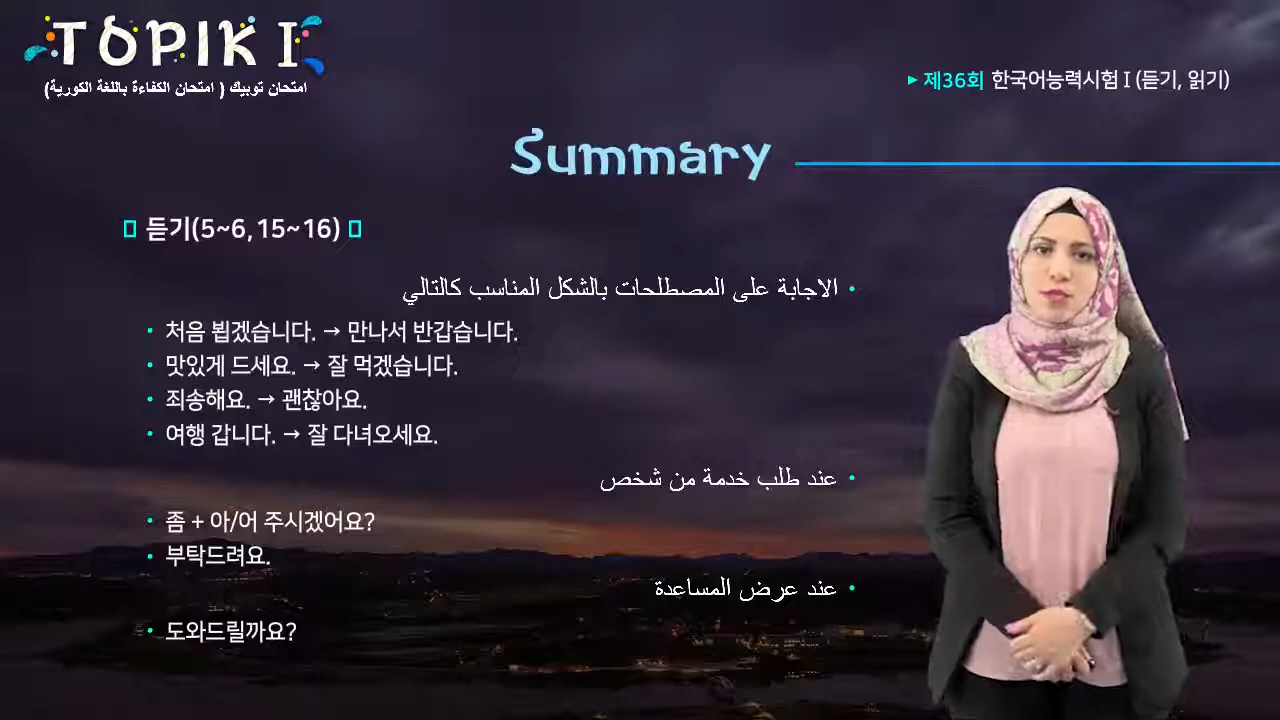 TOPIK I
امتحان توبيك ( امتحان الكفاءة باللغة الكورية)
▶ 제36회 한국어능력시험 I (듣기, 읽기)
Summary
듣기(5~6, 15~16)
• الاجابة على المصطلحات بالشكل المناسب كالتالي
• 처음 뵙겠습니다. → 만나서 반갑습니다.
• 맛있게 드세요. → 잘 먹겠습니다.
• 죄송해요. → 괜찮아요.
• 여행 갑니다. → 잘 다녀오세요.
• عند طلب خدمة من شخص
• 좀 + 아/어 주시겠어요?
• 부탁드려요.
• عند عرض المساعدة
• 도와드릴까요?